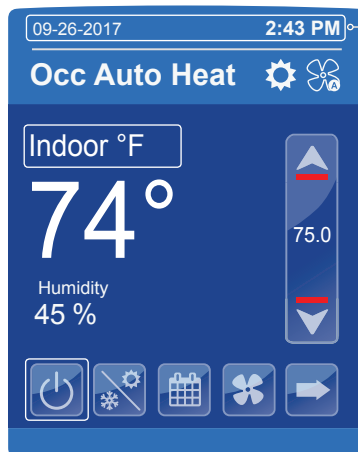 09-26-2017 2:43 PM
Occ Auto Heat
A
Indoor °F
74°
75.0
Humidity
45 %